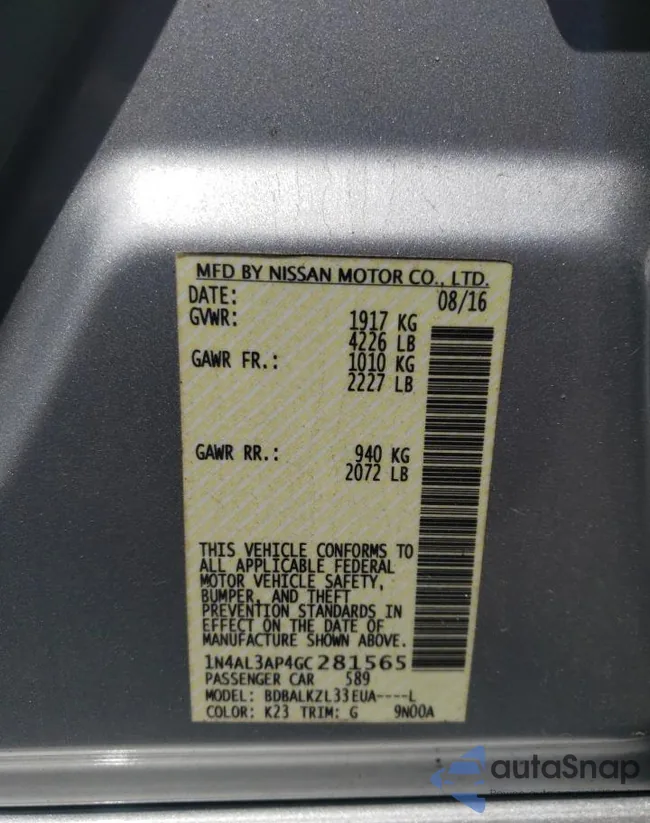 MFD BY NISSAN MOTOR CO., LTD.
DATE: 08/16
GVWR: 1917 KG
4226 LB
GAWR FR.: 1010 KG
2227 LB
GAWR RR.: 940 KG
2072 LB
THIS VEHICLE CONFORMS TO
ALL APPLICABLE FEDERAL
MOTOR VEHICLE SAFETY,
BUMPER, AND THEFT
PREVENTION STANDARDS IN
EFFECT ON THE DATE OF
MANUFACTURE SHOWN ABOVE.
1N4AL3AP4GC281565
PASSENGER CAR 589
MODEL: BDBALKZL33EUA----L
COLOR: K23 TRIM: G 9N00A
autaSnap